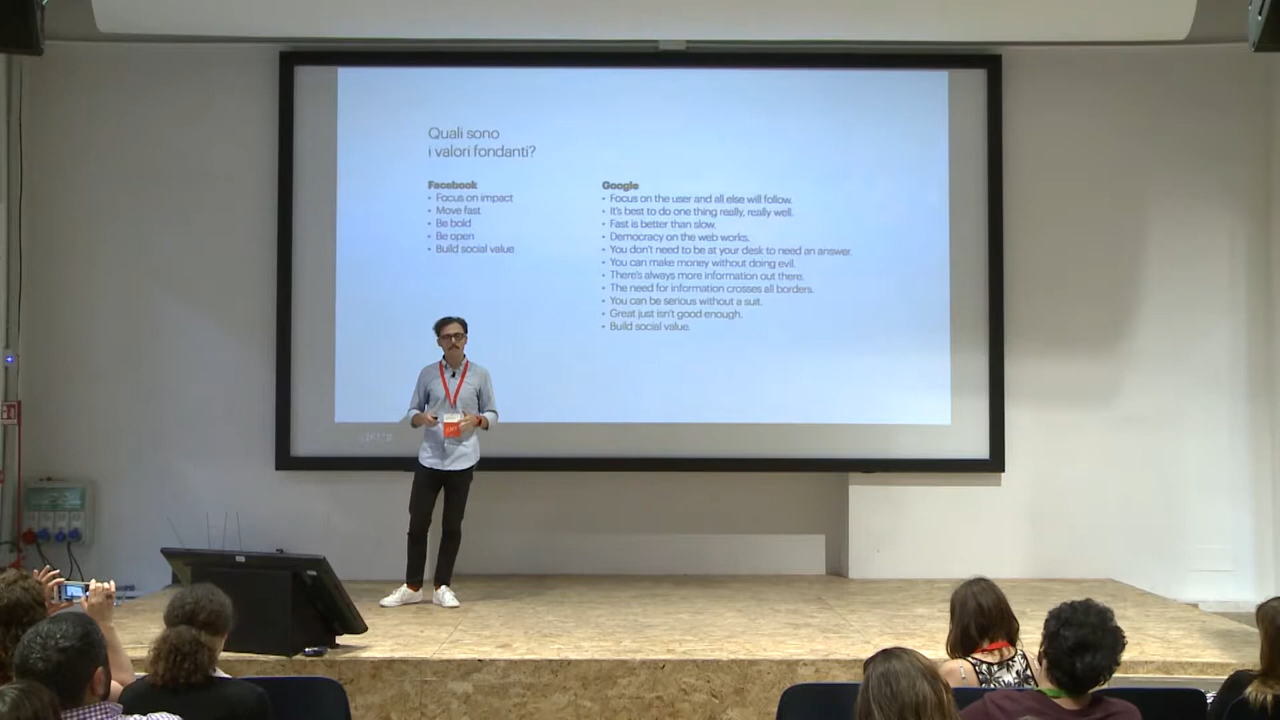 Quali sono
i valori fondanti?
Facebook
• Focus on impact
• Move fast
• Be bold
• Be open
• Build social value
Google
• Focus on the user and all else will follow.
• It's best to do one thing really, really well.
• Fast is better than slow.
• Democracy on the web works.
• You don't need to be at your desk to need an answer.
• You can make money without doing evil.
• There's always more information out there.
• The need for information crosses all borders.
• You can be serious without a suit.
• Great just isn't good enough.
• Build social value.